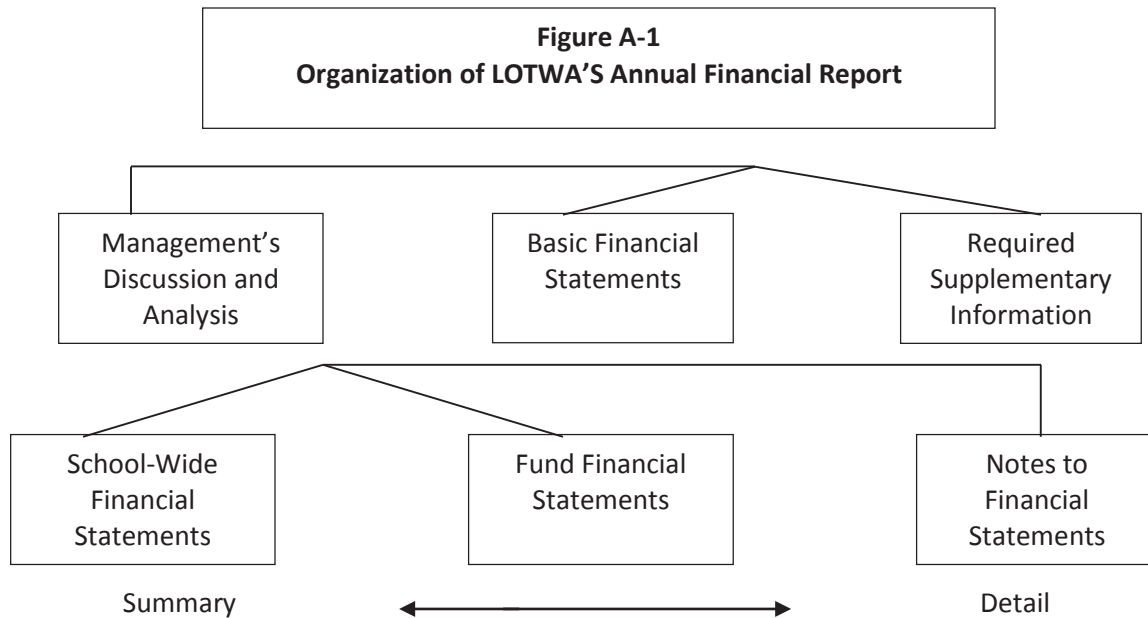 Figure A-1
Organization of LOTWA’S Annual Financial Report
Management’s
Discussion and
Analysis
Basic Financial
Statements
Required
Supplementary
Information
School-Wide
Financial
Statements
Fund Financial
Statements
Notes to
Financial
Statements
Summary
Detail